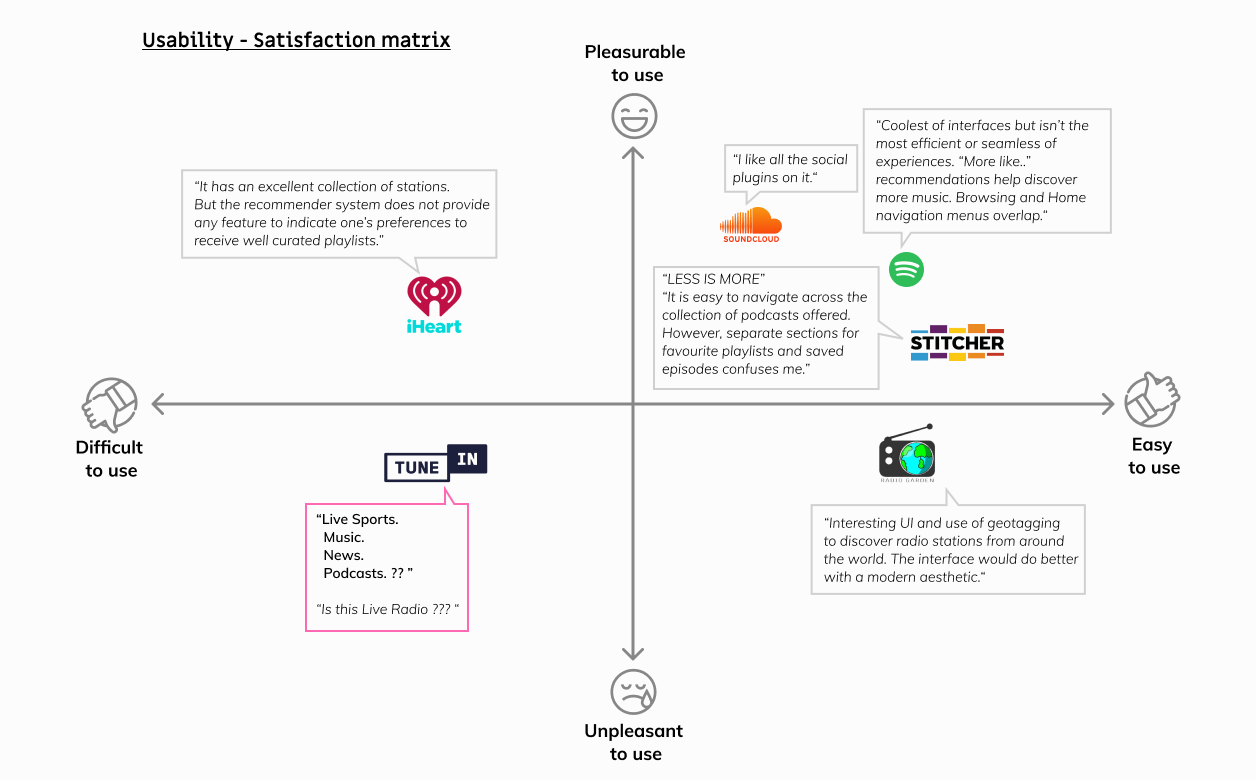 Usability - Satisfaction matrix
Pleasurable
to use
“It has an excellent collection of stations.
But the recommender system does not provide
any feature to indicate one’s preferences to
receive well curated playlists.”
iHeart
“I like all the social
plugins on it.“
SOUNDCLOUD
“Coolest of interfaces but isn’t the
most efficient or seamless of
experiences. “More like..”
recommendations help discover
more music. Browsing and Home
navigation menus overlap.“
“LESS IS MORE”
“It is easy to navigate across the
collection of podcasts offered.
However, separate sections for
favourite playlists and saved
episodes confuses me.”
STITCHER
Difficult
to use
Easy
to use
TUNE IN
“Live Sports.
Music.
News.
Podcasts. ?? ”
“Is this Live Radio ??? “
RADIO GARDEN
“Interesting UI and use of geotagging
to discover radio stations from around
the world. The interface would do better
with a modern aesthetic.“
Unpleasant
to use